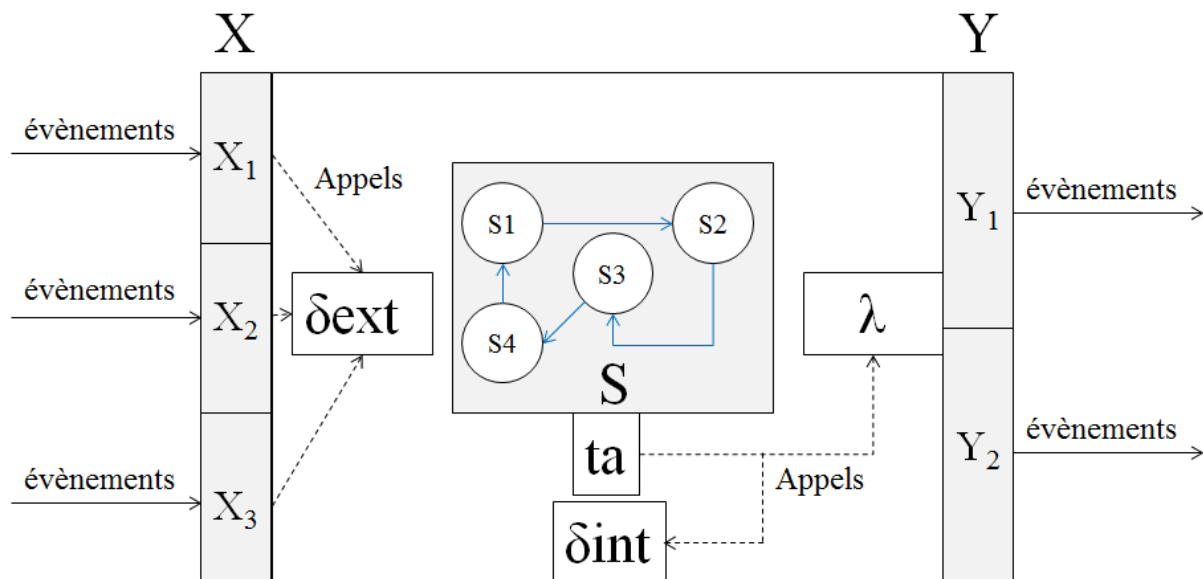 X
Y
évènements
X₁
Appels
évènements
X₂
δext
évènements
X₃
S1
S2
S3
S4
S
ta
δint
Appels
λ
Y₁
évènements
Y₂
évènements